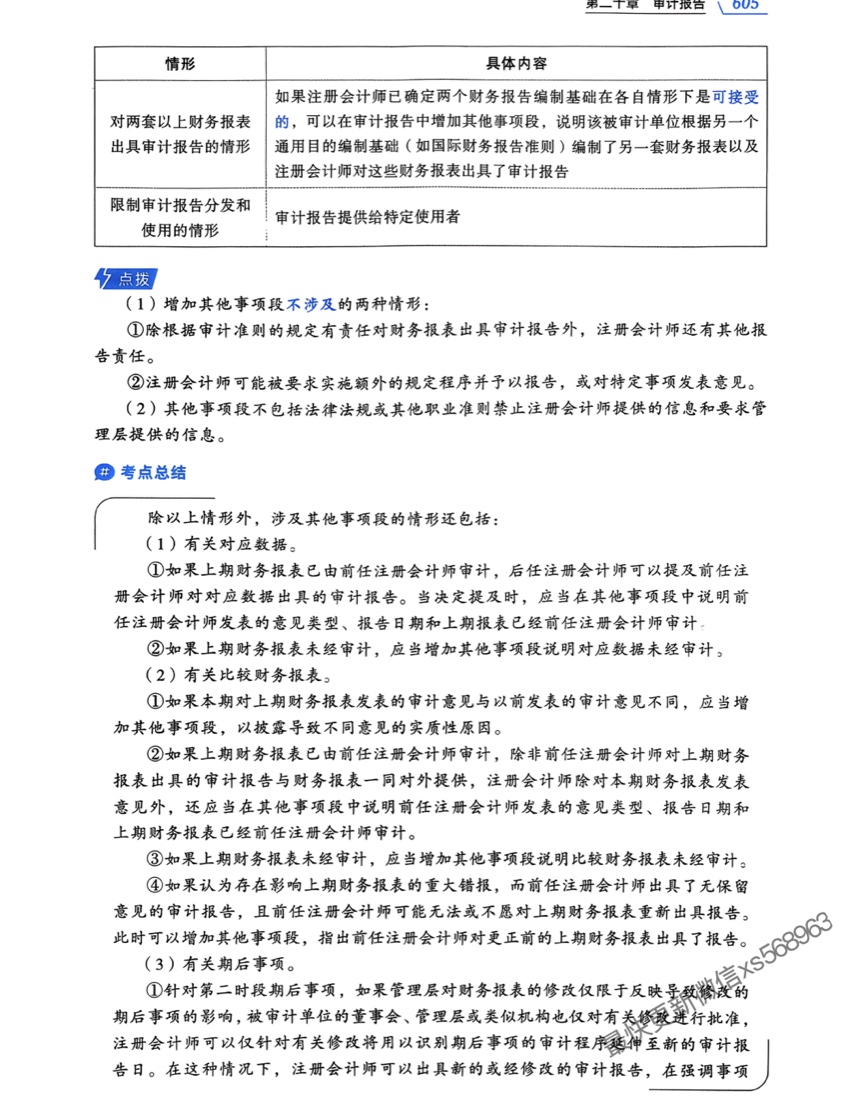 第二十章 审计报告 605
情形 具体内容
对两套以上财务报表
出具审计报告的情形
如果注册会计师已确定两个财务报告编制基础在各自情形下是可接受
的，可以在审计报告中增加其他事项段，说明该被审计单位根据另一个
通用目的编制基础（如国际财务报告准则）编制了另一套财务报表以及
注册会计师对这些财务报表出具了审计报告
限制审计报告分发和
使用的情形
审计报告提供给特定使用者
点拨
（1）增加其他事项段不涉及的两种情形：
①除根据审计准则的规定有责任对财务报表出具审计报告外，注册会计师还有其他报
告责任。
②注册会计师可能被要求实施额外的规定程序并予以报告，或对特定事项发表意见。
（2）其他事项段不包括法律法规或其他职业准则禁止注册会计师提供的信息和要求管
理层提供的信息。
# 考点总结
除以上情形外，涉及其他事项段的情形还包括：
（1）有关对应数据。
①如果上期财务报表已由前任注册会计师审计，后任注册会计师可以提及前任注
册会计师对对应数据出具的审计报告。当决定提及时，应当在其他事项段中说明前
任注册会计师发表的意见类型、报告日期和上期报表已经前任注册会计师审计。
②如果上期财务报表未经审计，应当增加其他事项段说明对应数据未经审计。
（2）有关比较财务报表。
①如果本期对上期财务报表发表的审计意见与以前发表的审计意见不同，应当增
加其他事项段，以披露导致不同意见的实质性原因。
②如果上期财务报表已由前任注册会计师审计，除非前任注册会计师对上期财务
报表出具的审计报告与财务报表一同对外提供，注册会计师除对本期财务报表发表
意见外，还应当在其他事项段中说明前任注册会计师发表的意见类型、报告日期和
上期财务报表已经前任注册会计师审计。
③如果上期财务报表未经审计，应当增加其他事项段说明比较财务报表未经审计。
④如果认为存在影响上期财务报表的重大错报，而前任注册会计师出具了无保留
意见的审计报告，且前任注册会计师可能无法或不愿对上期财务报表重新出具报告。
此时可以增加其他事项段，指出前任注册会计师对更正前的上期财务报表出具了报告。
（3）有关期后事项。
①针对第二时段期后事项，如果管理层对财务报表的修改仅限于反映导致修改的
期后事项的影响，被审计单位的董事会、管理层或类似机构也仅对有关修改进行批准，
注册会计师可以仅针对有关修改将用以识别期后事项的审计程序延伸至新的审计报
告日。在这种情况下，注册会计师可以出具新的或经修改的审计报告，在强调事项
最快更新微信xs568963